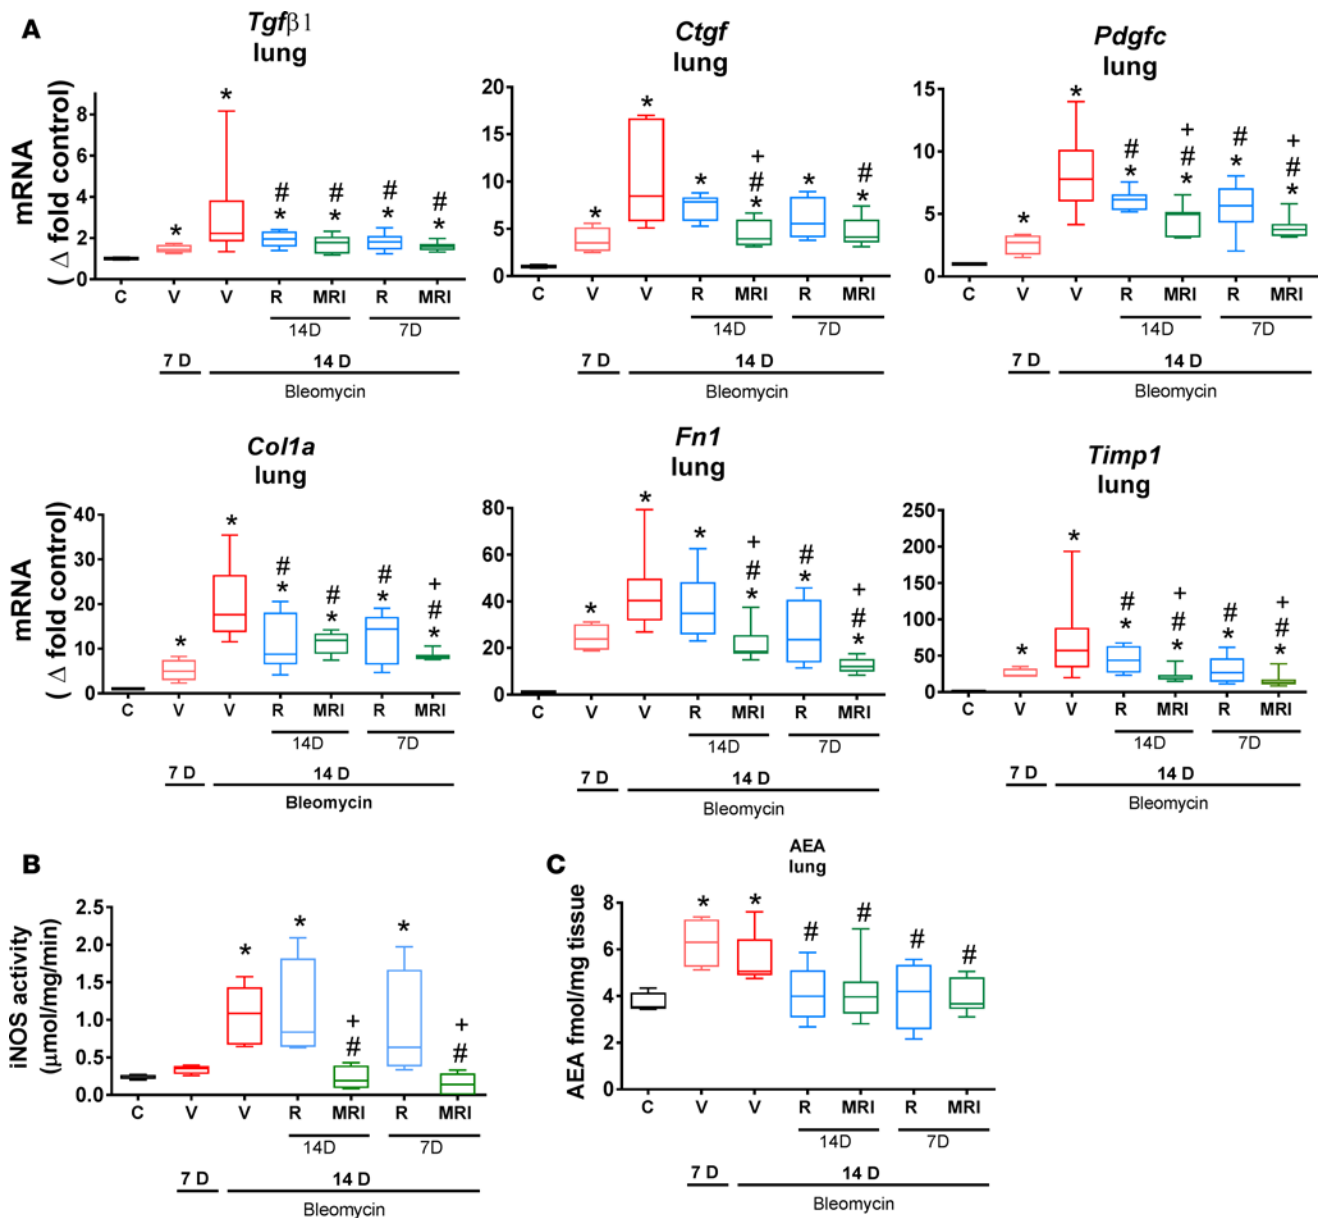 A
Tgfβ1
lung
mRNA
( Δ fold control)
8
6
4
2
0
*
*
#
*
#
*
#
*
#
*
C V V R MRI R MRI
14D 7D
7 D 14 D
Bleomycin
Ctgf
lung
20
15
10
5
0
*
*
*
+
#
*
*
#
*
C V V R MRI R MRI
14D 7D
7 D 14 D
Bleomycin
Pdgfc
lung
15
10
5
0
*
*
#
*
+
#
*
#
*
+
#
*
C V V R MRI R MRI
14D 7D
7 D 14 D
Bleomycin
Col1a
lung
mRNA
( Δ fold control)
40
30
20
10
0
*
*
#
*
#
*
#
*
+
#
*
C V V R MRI R MRI
14D 7D
7 D 14 D
Bleomycin
Fn1
lung
80
60
40
20
0
*
*
*
+
#
*
#
*
+
#
*
C V V R MRI R MRI
14D 7D
7 D 14 D
Bleomycin
Timp1
lung
250
200
150
100
50
0
*
*
#
*
+
#
*
#
*
+
#
*
C V V R MRI R MRI
14D 7D
7 D 14 D
Bleomycin
B
iNOS activity
(μmol/mg/min)
2.5
2.0
1.5
1.0
0.5
0.0
*
*
+
#
*
+
#
C V V R MRI R MRI
14D 7D
7 D 14 D
Bleomycin
C
AEA
lung
AEA fmol/mg tissue
8
6
4
2
0
*
*
#
#
#
#
C V V R MRI R MRI
14D 7D
7 D 14 D
Bleomycin